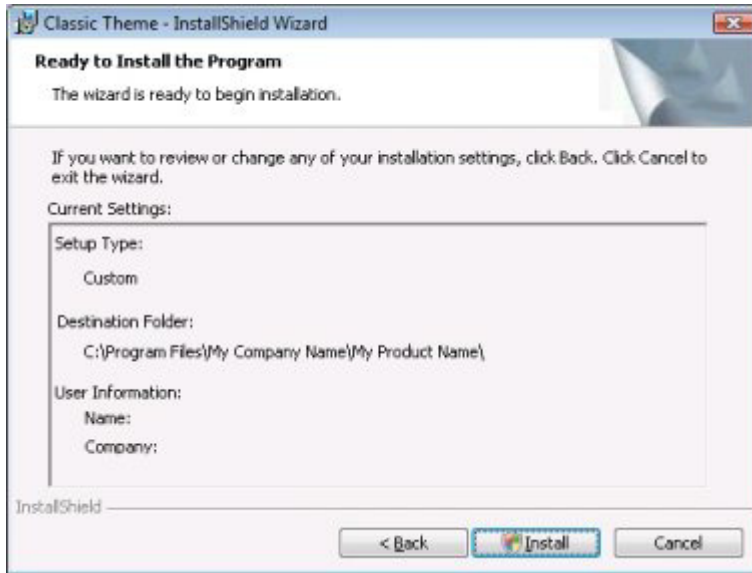 Classic Theme - InstallShield Wizard
Ready to Install the Program
The wizard is ready to begin installation.
If you want to review or change any of your installation settings, click Back. Click Cancel to
exit the wizard.
Current Settings:
Setup Type:
Custom
Destination Folder:
C:\Program Files\My Company Name\My Product Name\
User Information:
Name:
Company:
InstallShield
< Back
Install
Cancel